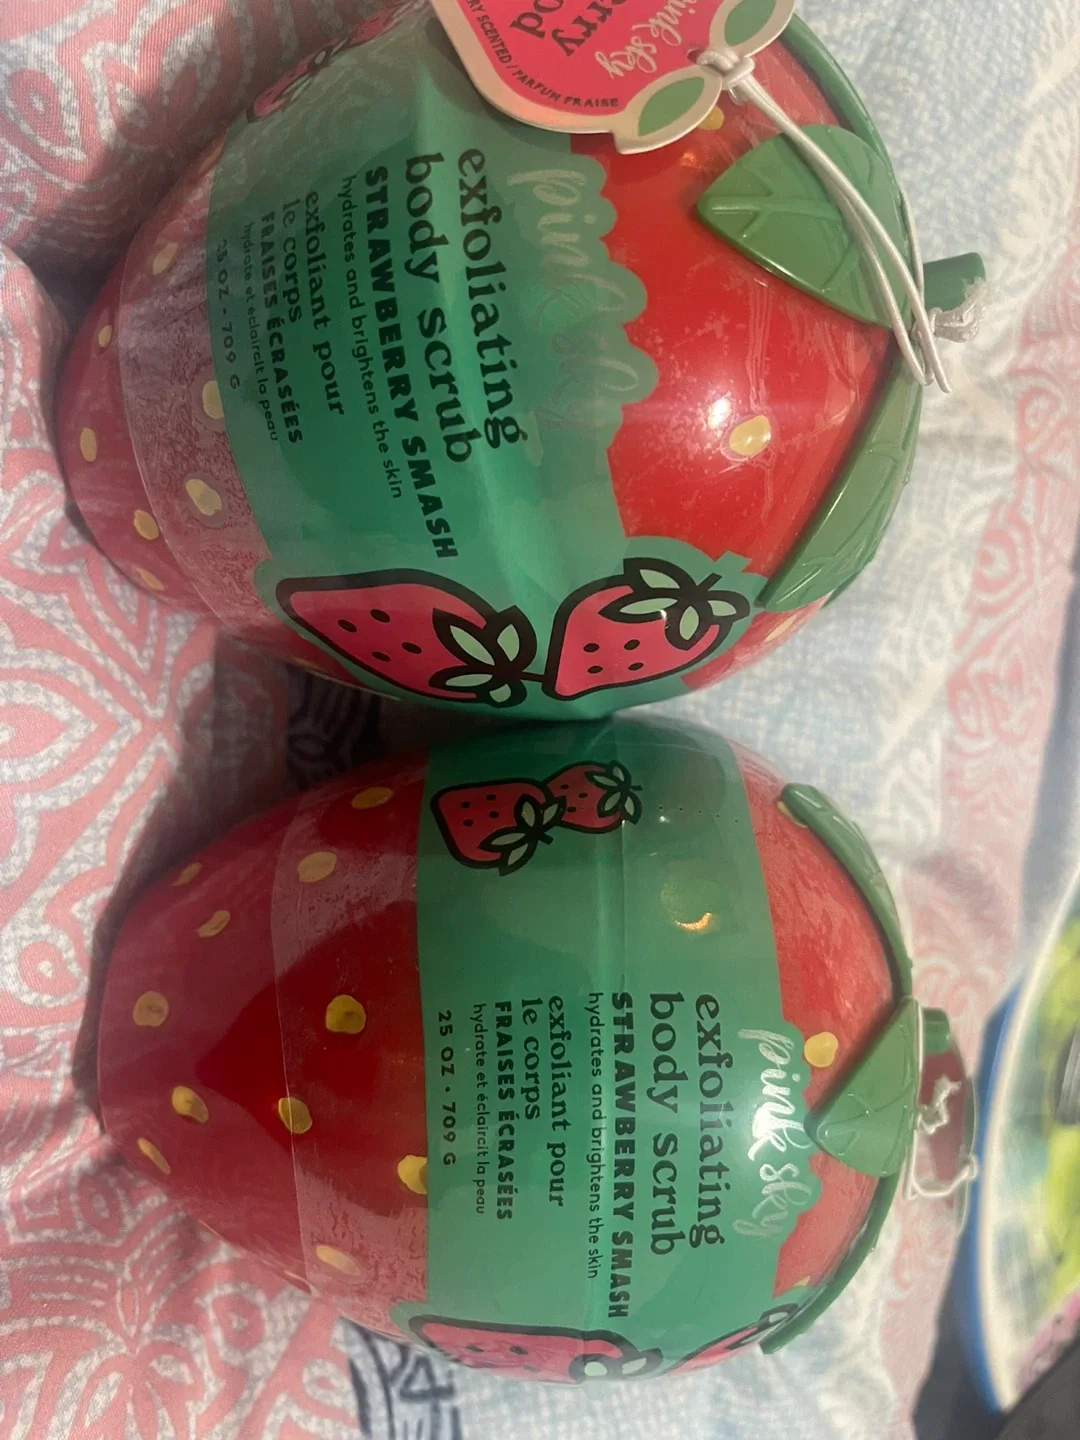 pink sky
erry
RY SCENTED / PARFUM FRAISE
pink sky
exfoliating
body scrub
STRAWBERRY SMASH
hydrates and brightens the skin
exfoliant pour
le corps
FRAISES ÉCRASÉES
hydrate et éclaircit la peau
25 OZ • 709 G
pink sky
exfoliating
body scrub
STRAWBERRY SMASH
hydrates and brightens the skin
exfoliant pour
le corps
FRAISES ÉCRASÉES
hydrate et éclaircit la peau
25 OZ • 709 G